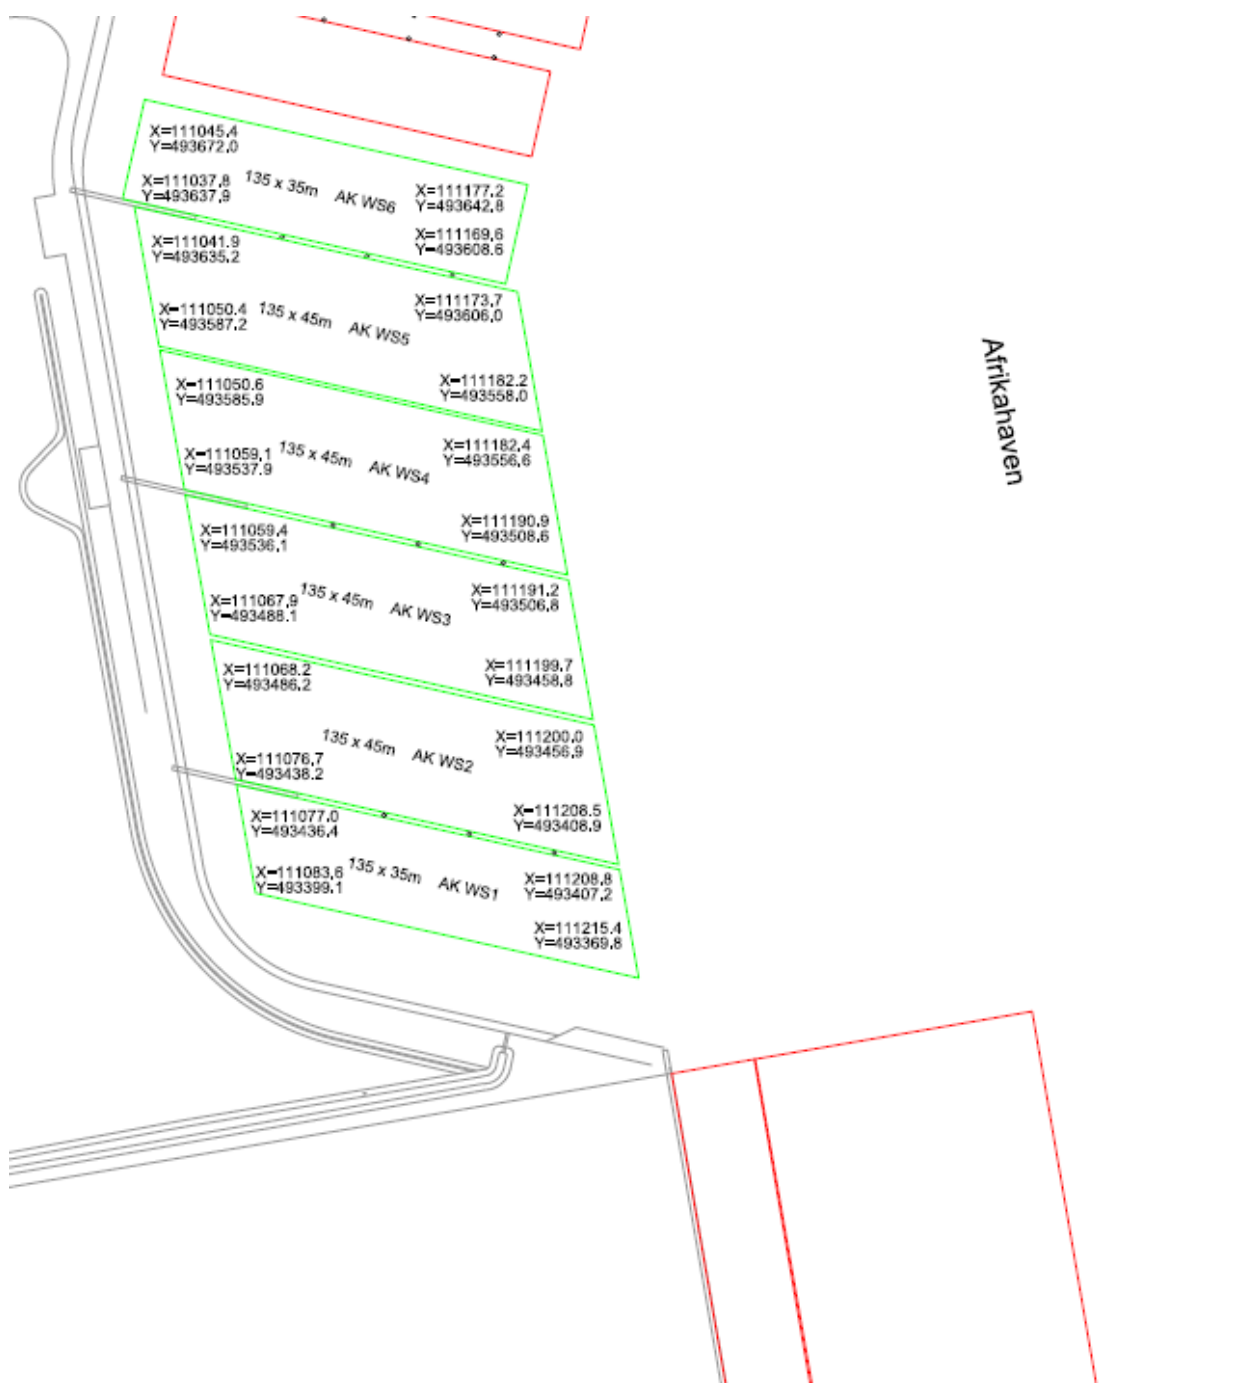 X=111045.4
Y=493672.0
135 x 35m AK WS6
X=111037.8
Y=493637.9
X=111177.2
Y=493642.8
X=111169.6
Y=493608.6
X=111041.9
Y=493635.2
X=111173.7
Y=493606.0
135 x 45m AK WS5
X=111050.4
Y=493587.2
X=111182.2
Y=493558.0
X=111050.6
Y=493585.9
X=111182.4
Y=493556.6
135 x 45m AK WS4
X=111059.1
Y=493537.9
X=111190.9
Y=493508.6
X=111059.4
Y=493536.1
X=111191.2
Y=493506.8
135 x 45m AK WS3
X=111067.9
Y=493488.1
X=111199.7
Y=493458.8
X=111068.2
Y=493486.2
X=111200.0
Y=493456.9
135 x 45m AK WS2
X=111076.7
Y=493438.2
X=111208.5
Y=493408.9
X=111077.0
Y=493436.4
X=111208.8
Y=493407.2
135 x 35m AK WS1
X=111083.6
Y=493399.1
X=111215.4
Y=493369.8
Afrikahaven